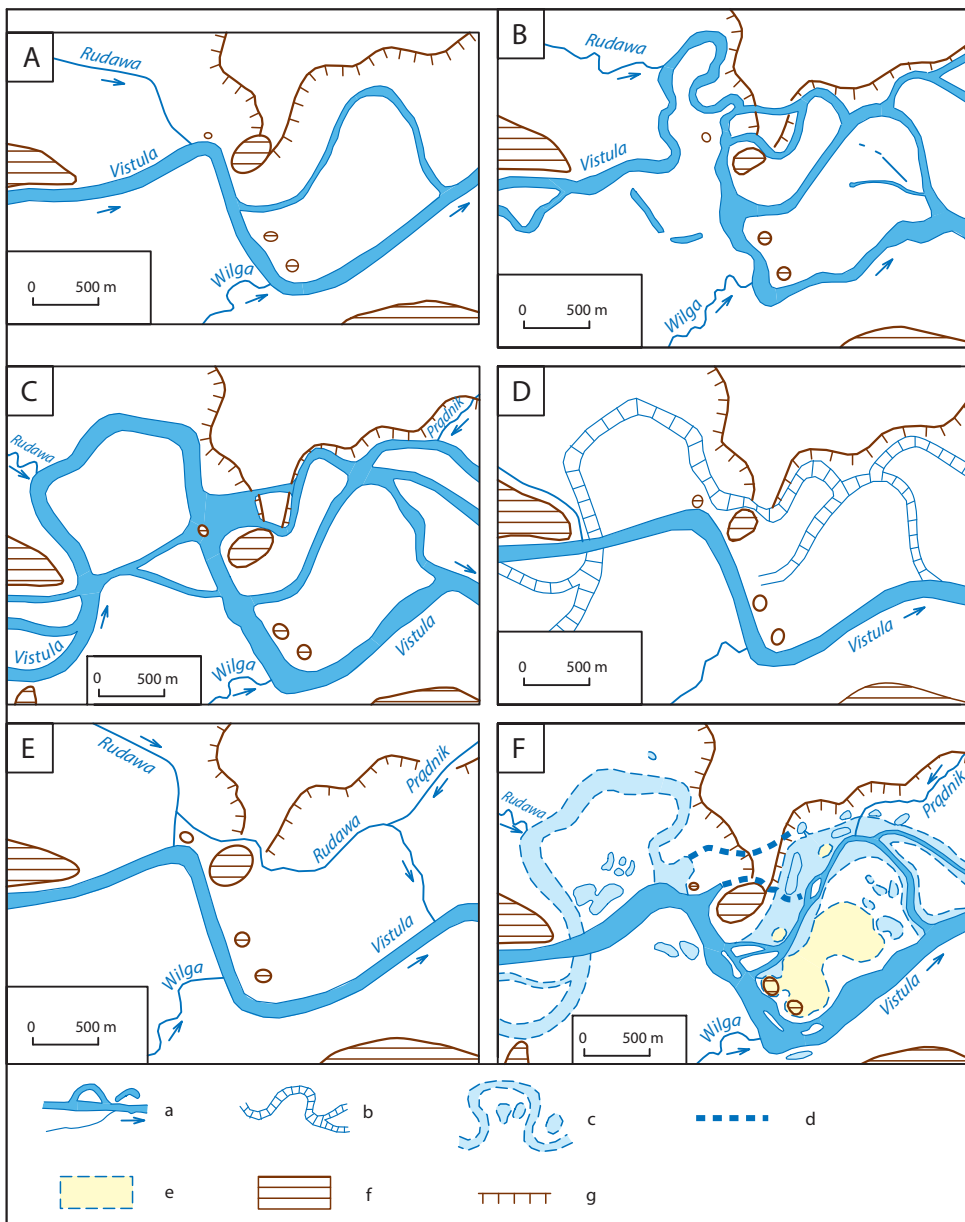 A
Rudawa
Vistula
Wilga
0 500 m
B
Rudawa
Vistula
Wilga
0 500 m
C
Rudawa
Prądnik
Vistula
Wilga
Vistula
0 500 m
D
Vistula
0 500 m
E
Rudawa
Prądnik
Rudawa
Vistula
Wilga
0 500 m
F
Rudawa
Prądnik
Vistula
Wilga
0 500 m
a b c d
e f g